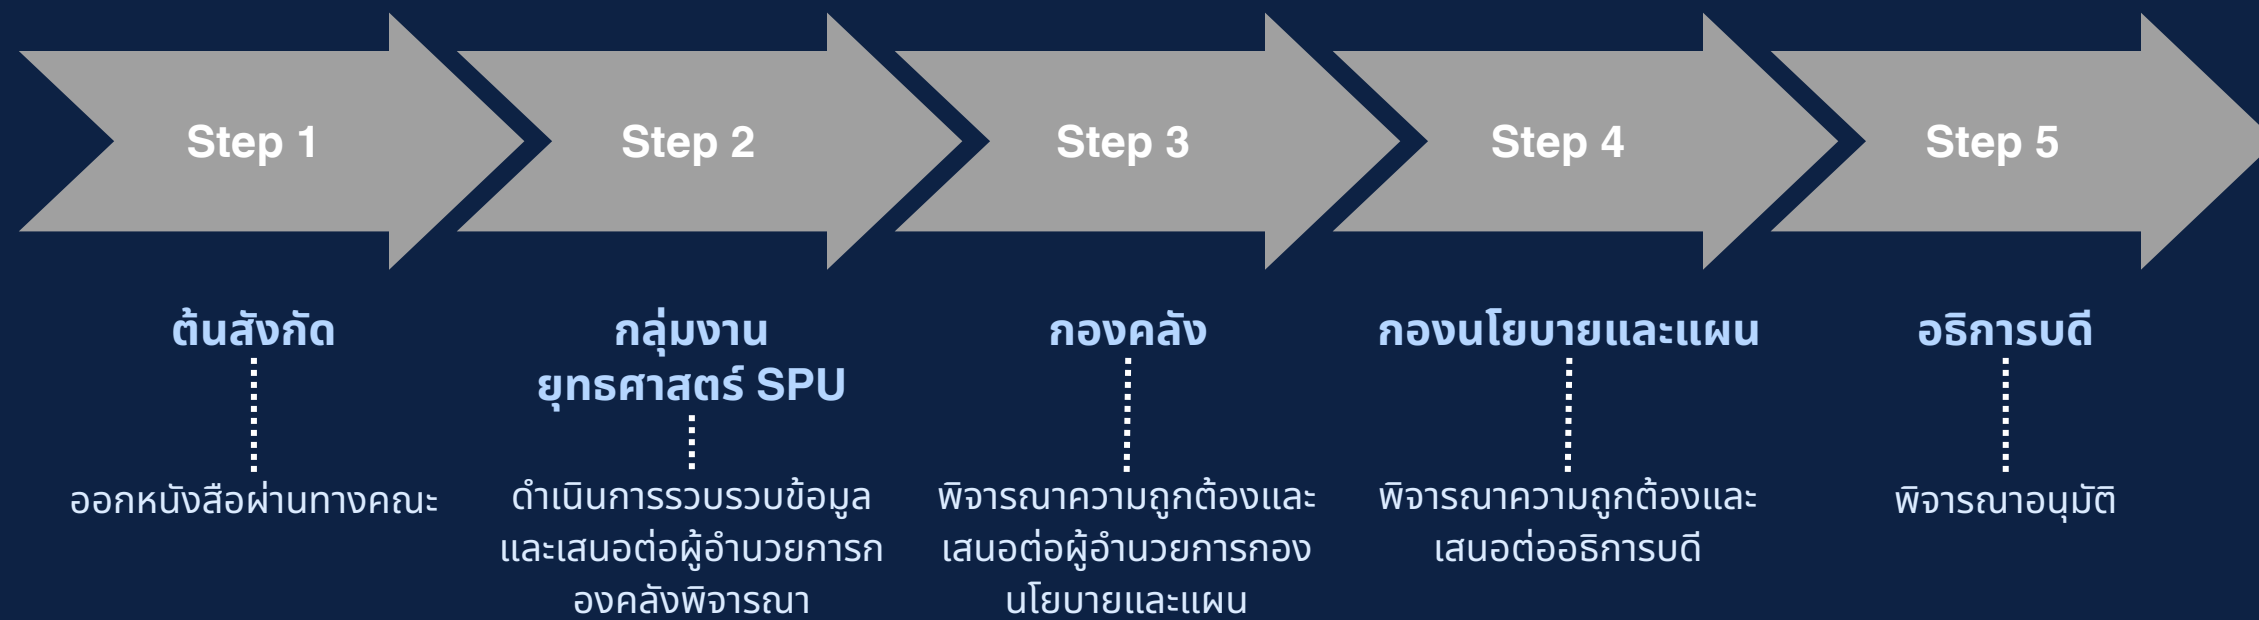 Step 1
Step 2
Step 3
Step 4
Step 5
ต้นสังกัด
ออกหนังสือผ่านทางคณะ
กลุ่มงาน
ยุทธศาสตร์ SPU
ดำเนินการรวบรวบข้อมูล
และเสนอต่อผู้อำนวยการก
องคลังพิจารณา
กองคลัง
พิจารณาความถูกต้องและ
เสนอต่อผู้อำนวยการกอง
นโยบายและแผน
กองนโยบายและแผน
พิจารณาความถูกต้องและ
เสนอต่ออธิการบดี
อธิการบดี
พิจารณาอนุมัติ